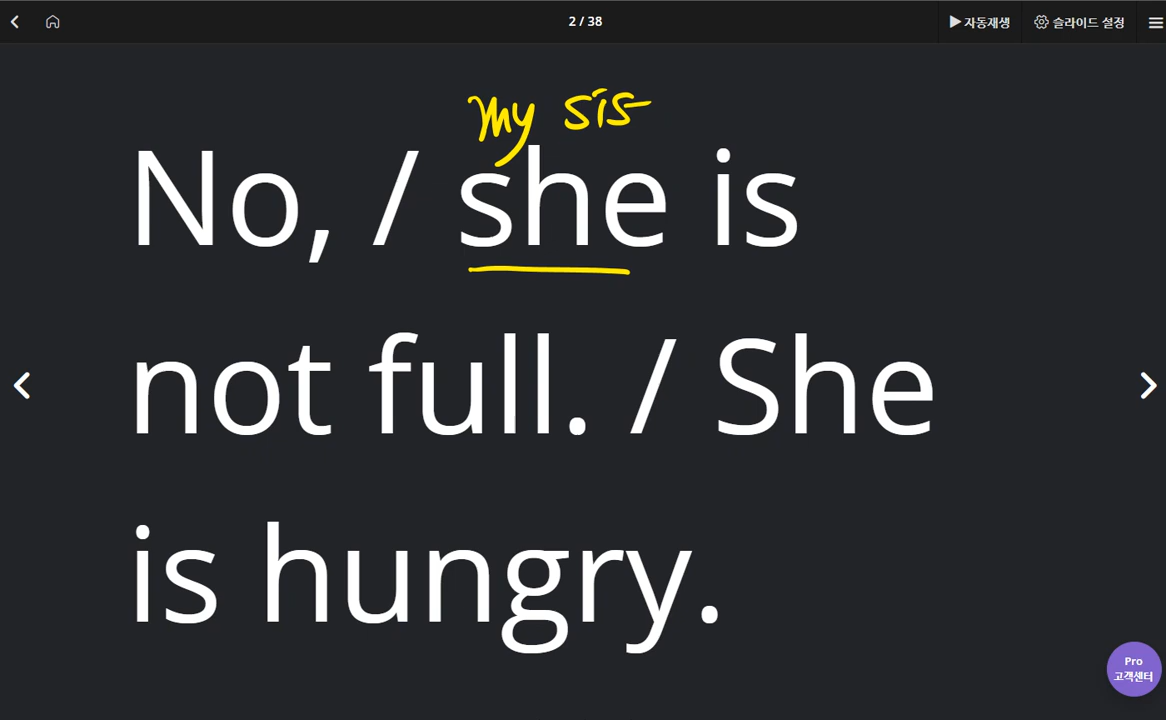 2 / 38
자동재생
슬라이드 설정
my sis
No, / she is
not full. / She
is hungry.
Pro
고객센터